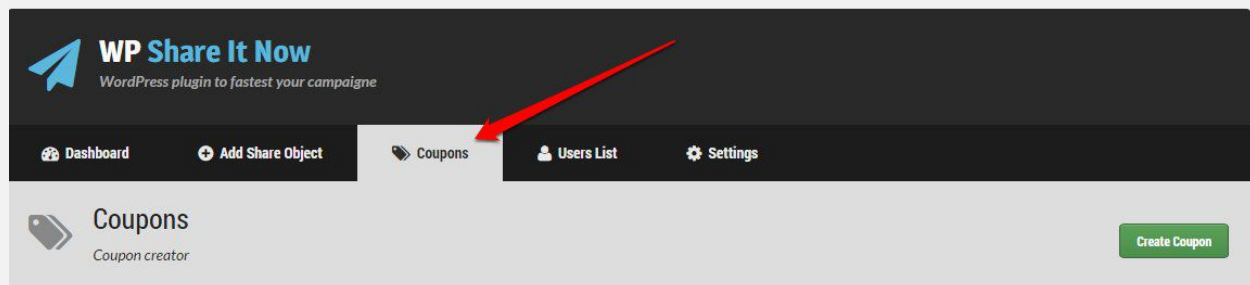 WP Share It Now
WordPress plugin to fastest your campaigne
Dashboard Add Share Object Coupons Users List Settings
Coupons
Coupon creator
Create Coupon